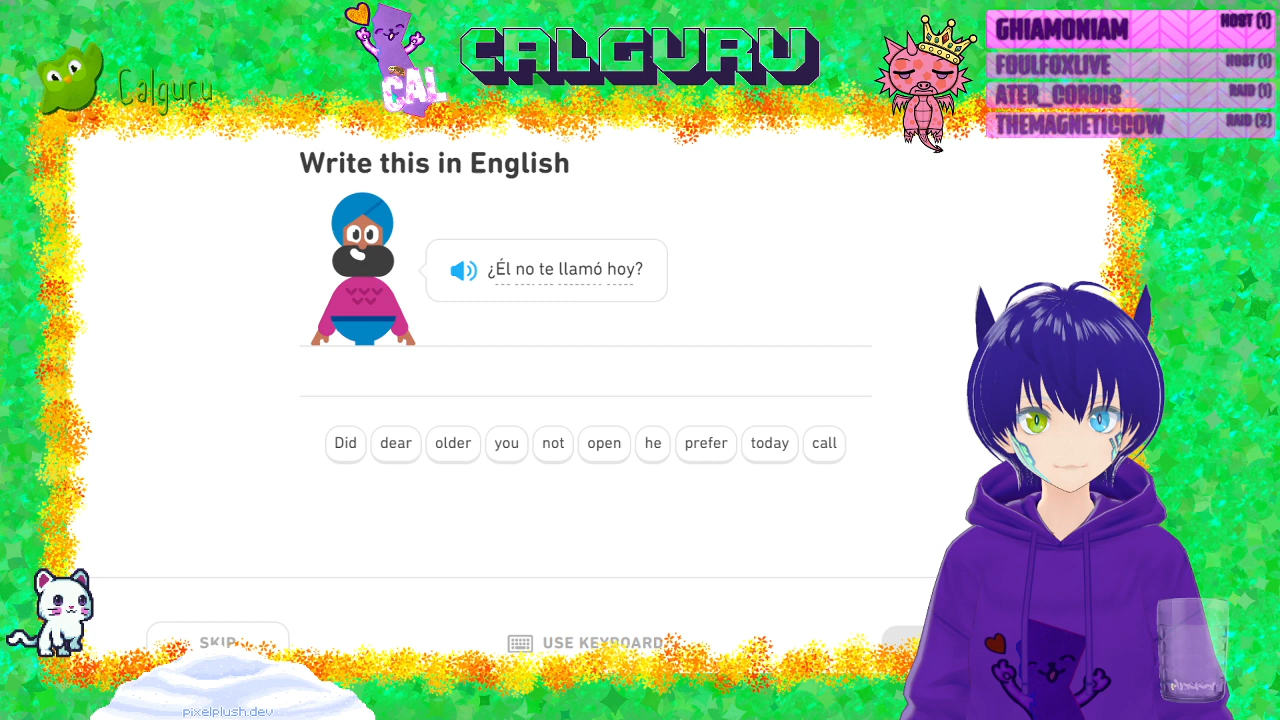 Calguru
CAL
CALGURU
GHIAMONIAM HOST (1)
FOULFOXLIVE HOST (1)
ATER_CORDIS RAID (1)
THEMAGNETICCOW RAID (2)
Write this in English
¿Él no te llamó hoy?
Did dear older you not open he prefer today call
SKIP
USE KEYBOARD
pixelplush.dev